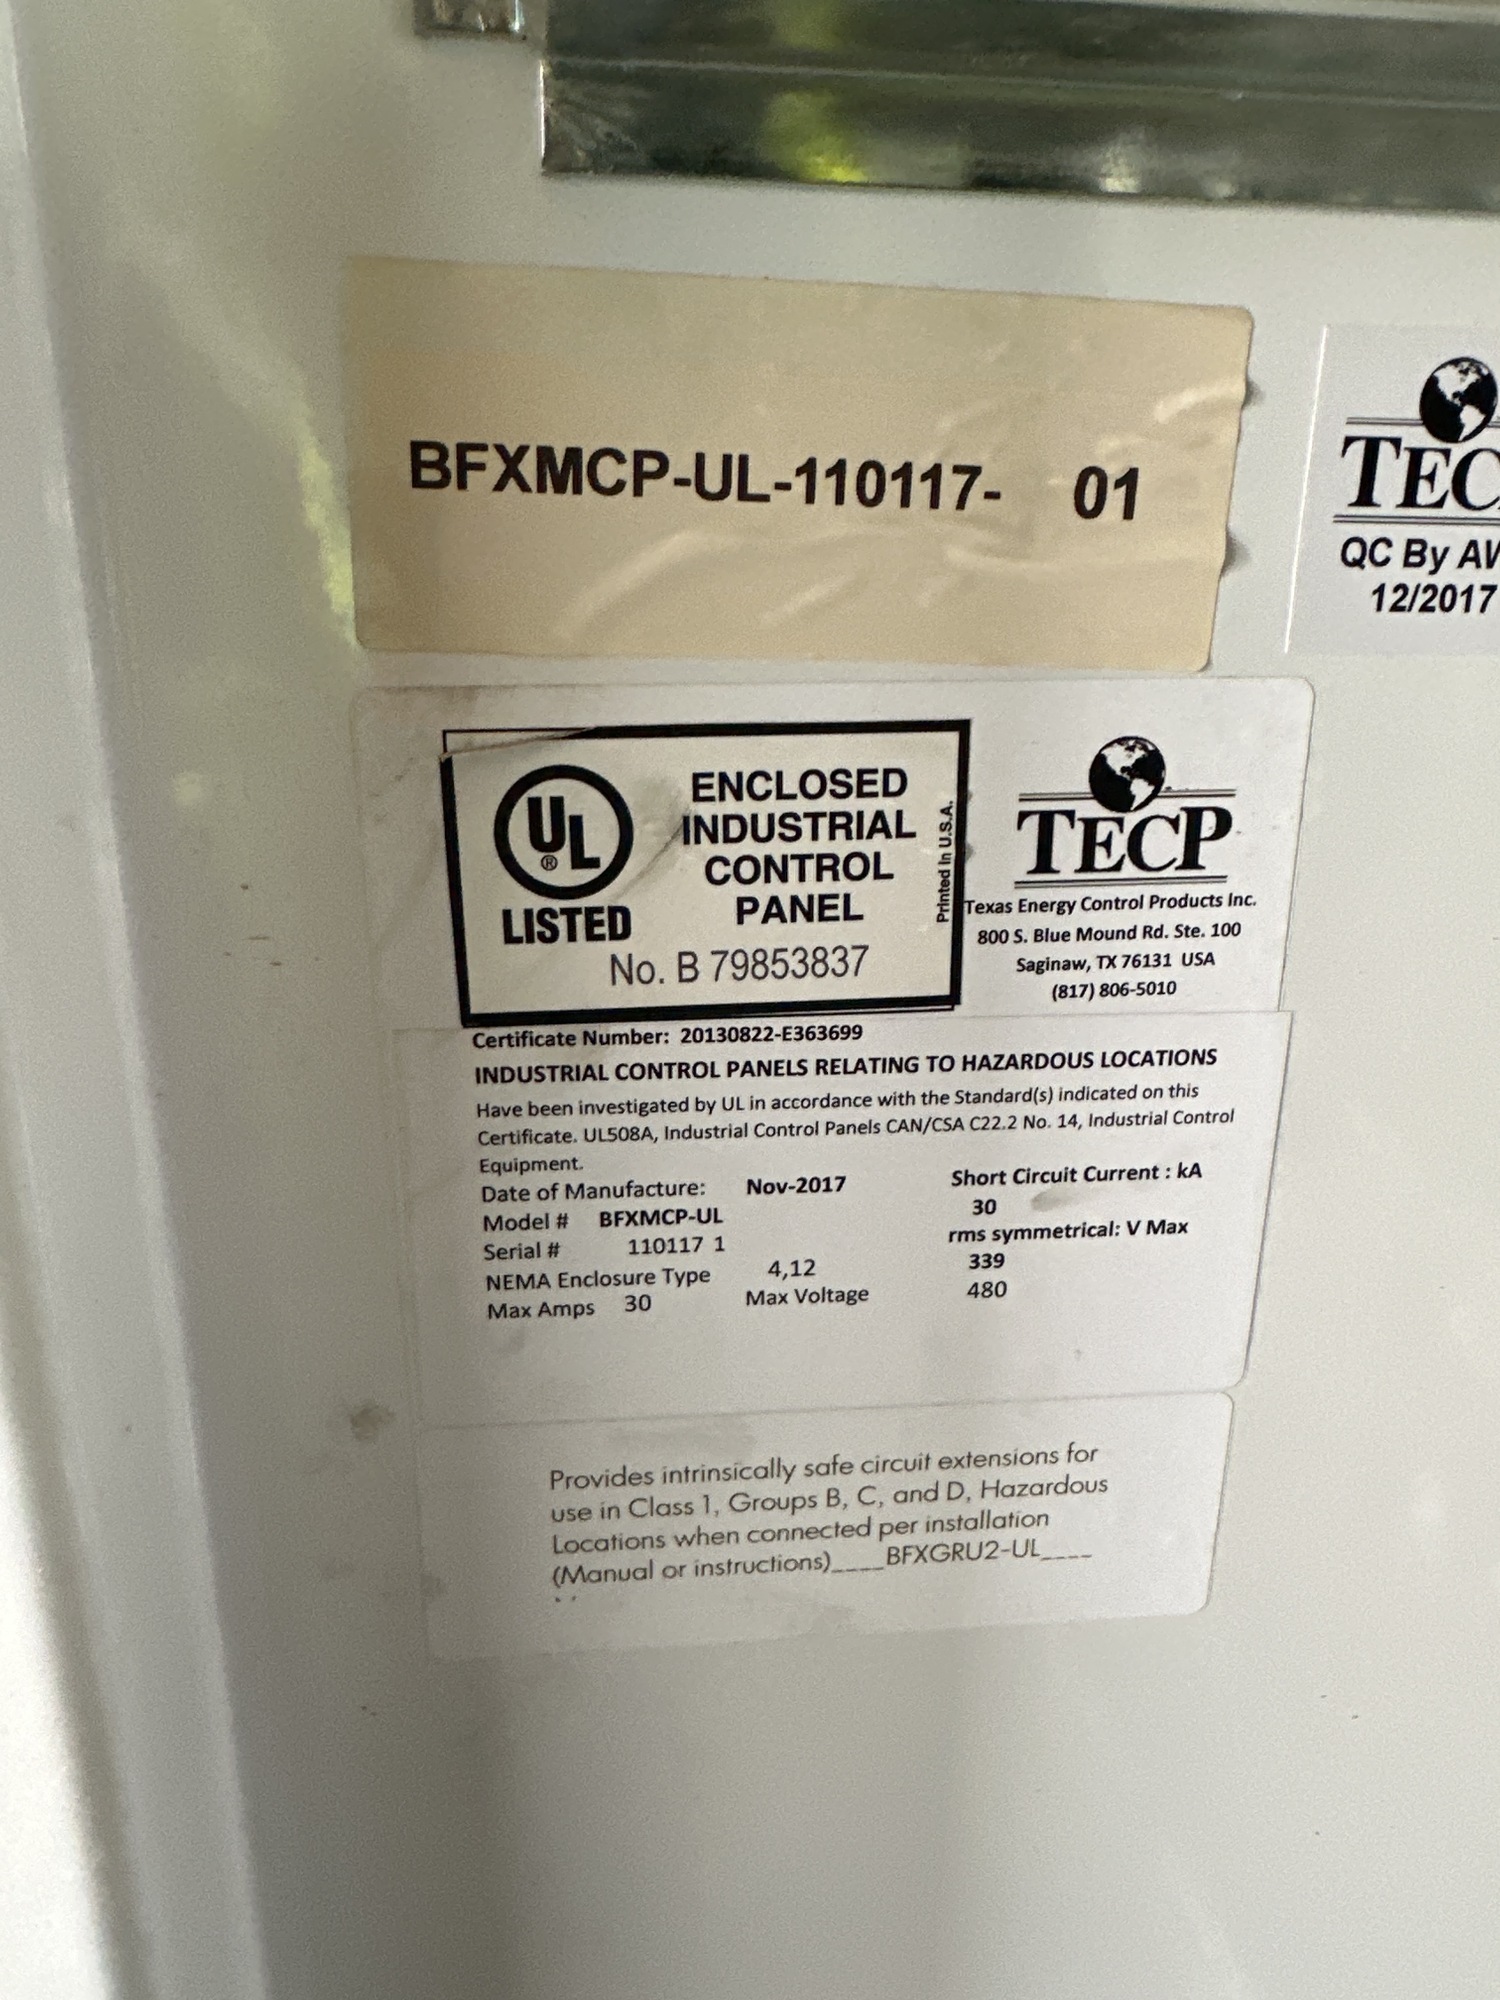 BFXMCP-UL-110117- 01
TEC
QC By
12/2017
UL
®
LISTED
ENCLOSED
INDUSTRIAL
CONTROL
PANEL
No. B 79853837
Printed in U.S.A.
TECP
Texas Energy Control Products Inc.
800 S. Blue Mound Rd. Ste. 100
Saginaw, TX 76131 USA
(817) 806-5010
Certificate Number: 20130822-E363699
INDUSTRIAL CONTROL PANELS RELATING TO HAZARDOUS LOCATIONS
Have been investigated by UL in accordance with the Standard(s) indicated on this
Certificate. UL508A, Industrial Control Panels CAN/CSA C22.2 No. 14, Industrial Control
Equipment.
Date of Manufacture: Nov-2017 Short Circuit Current : kA
Model # BFXMCP-UL 30
Serial # 110117 1 rms symmetrical: V Max
NEMA Enclosure Type 4,12 339
Max Amps 30 Max Voltage 480
Provides intrinsically safe circuit extensions for
use in Class 1, Groups B, C, and D, Hazardous
Locations when connected per installation
(Manual or instructions)____BFXGRU2-UL____